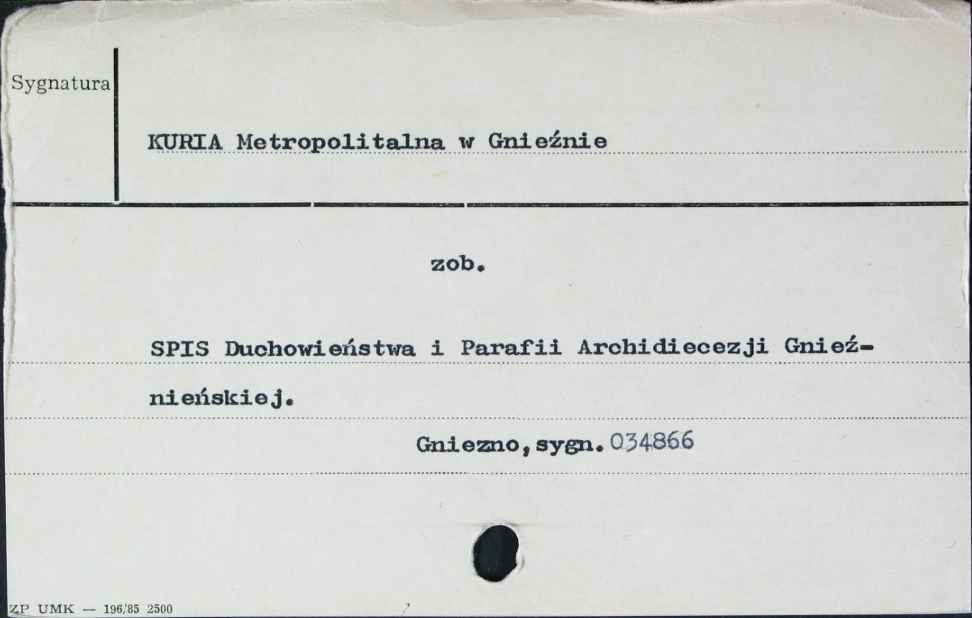 Sygnatura
KURIA Metropolitalna w Gnieźnie
zob.
SPIS Duchowieństwa i Parafii Archidiecezji Gnieź-
nieńskiej.
Gniezno, sygn. 034866
ZP UMK — 196/85 2500